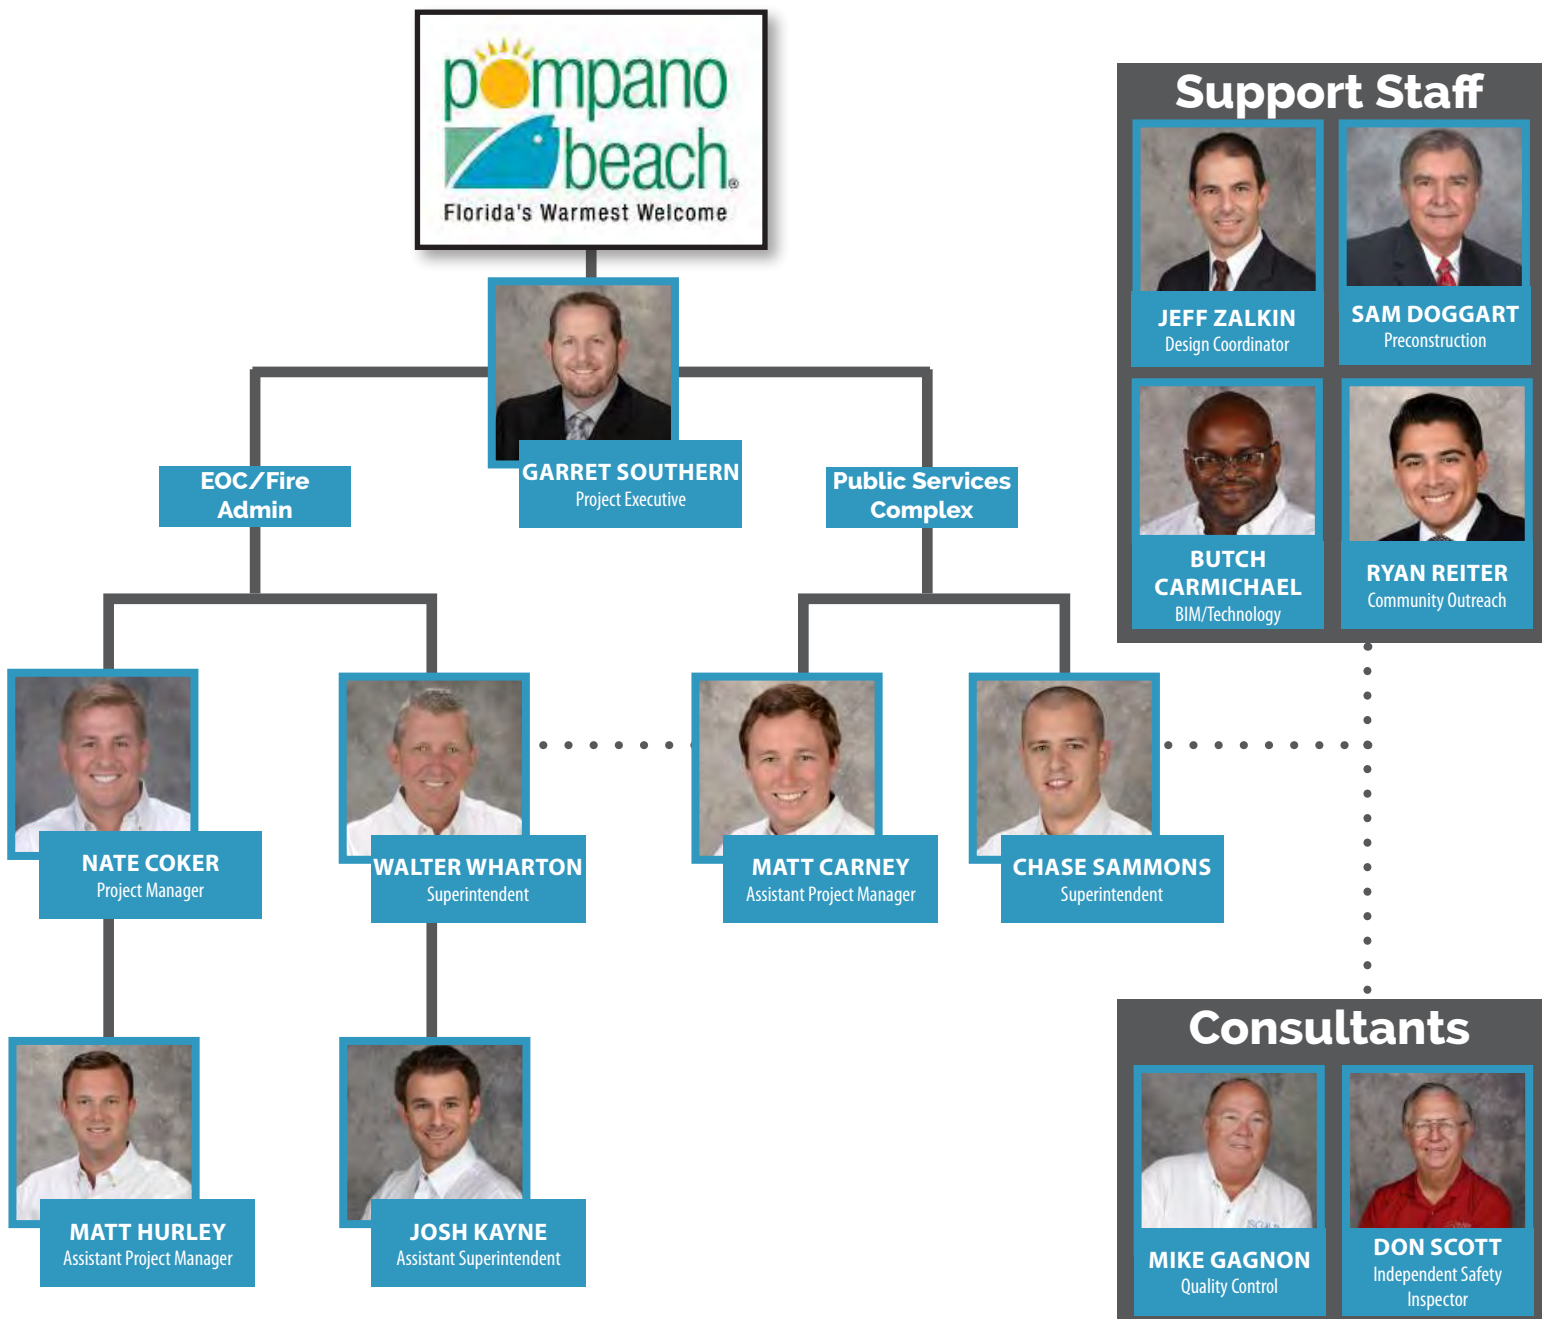 pompano
beach®
Florida's Warmest Welcome
GARRET SOUTHERN
Project Executive
EOC/Fire
Admin
Public Services
Complex
NATE COKER
Project Manager
WALTER WHARTON
Superintendent
MATT CARNEY
Assistant Project Manager
CHASE SAMMONS
Superintendent
MATT HURLEY
Assistant Project Manager
JOSH KAYNE
Assistant Superintendent
Support Staff
JEFF ZALKIN
Design Coordinator
SAM DOGGART
Preconstruction
BUTCH
CARMICHAEL
BIM/Technology
RYAN REITER
Community Outreach
Consultants
MIKE GAGNON
Quality Control
DON SCOTT
Independent Safety
Inspector